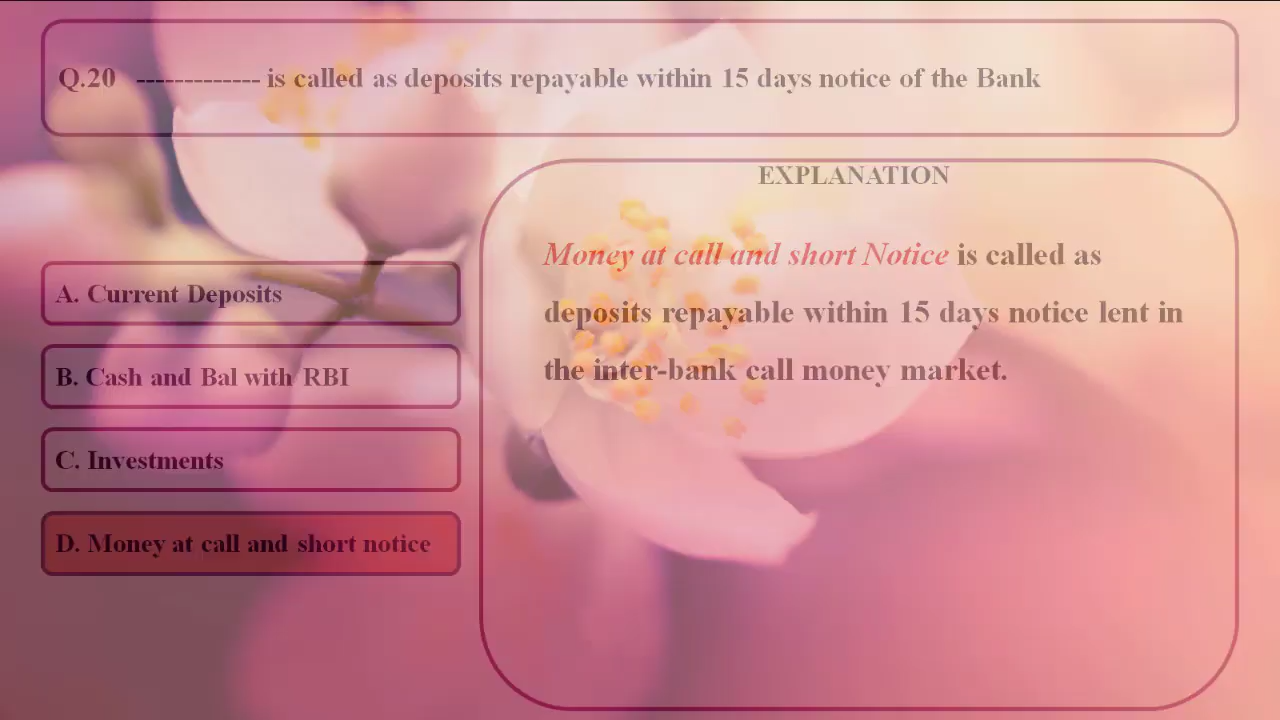 Q.20 ------------- is called as deposits repayable within 15 days notice of the Bank
EXPLANATION
Money at call and short Notice is called as
deposits repayable within 15 days notice lent in
the inter-bank call money market.
A. Current Deposits
B. Cash and Bal with RBI
C. Investments
D. Money at call and short notice